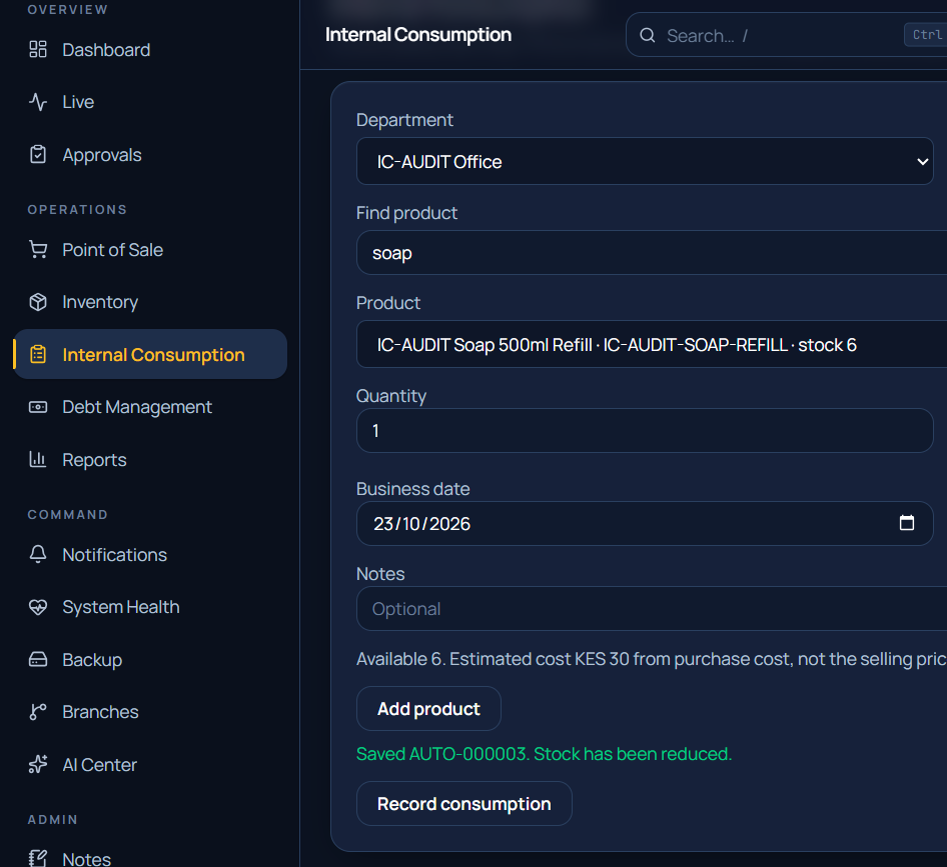 OVERVIEW
Dashboard
Live
Approvals
OPERATIONS
Point of Sale
Inventory
Internal Consumption
Debt Management
Reports
COMMAND
Notifications
System Health
Backup
Branches
AI Center
ADMIN
Notes
Internal Consumption
Search... /
Ctrl
Department
IC-AUDIT Office
Find product
soap
Product
IC-AUDIT Soap 500ml Refill · IC-AUDIT-SOAP-REFILL · stock 6
Quantity
1
Business date
23/10/2026
Notes
Optional
Available 6. Estimated cost KES 30 from purchase cost, not the selling pric
Add product
Saved AUTO-000003. Stock has been reduced.
Record consumption